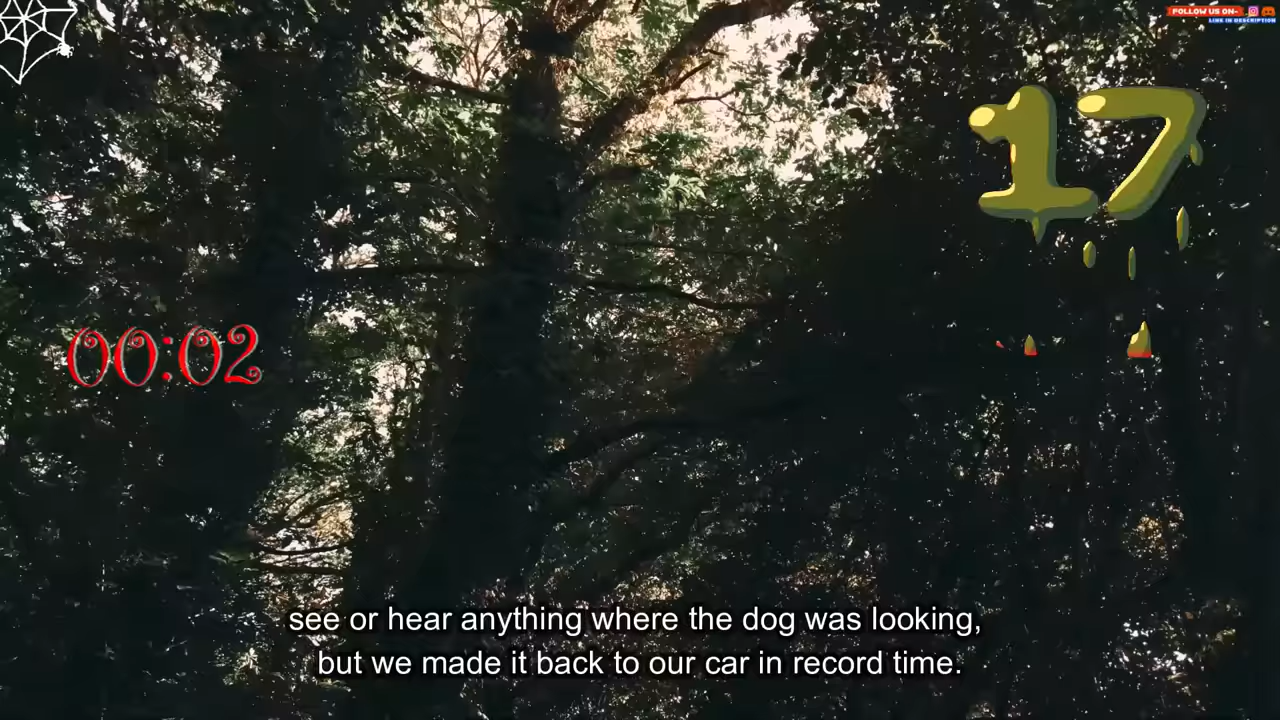 FOLLOW US ON-
LINK IN DESCRIPTION
17
00:02
see or hear anything where the dog was looking,
but we made it back to our car in record time.